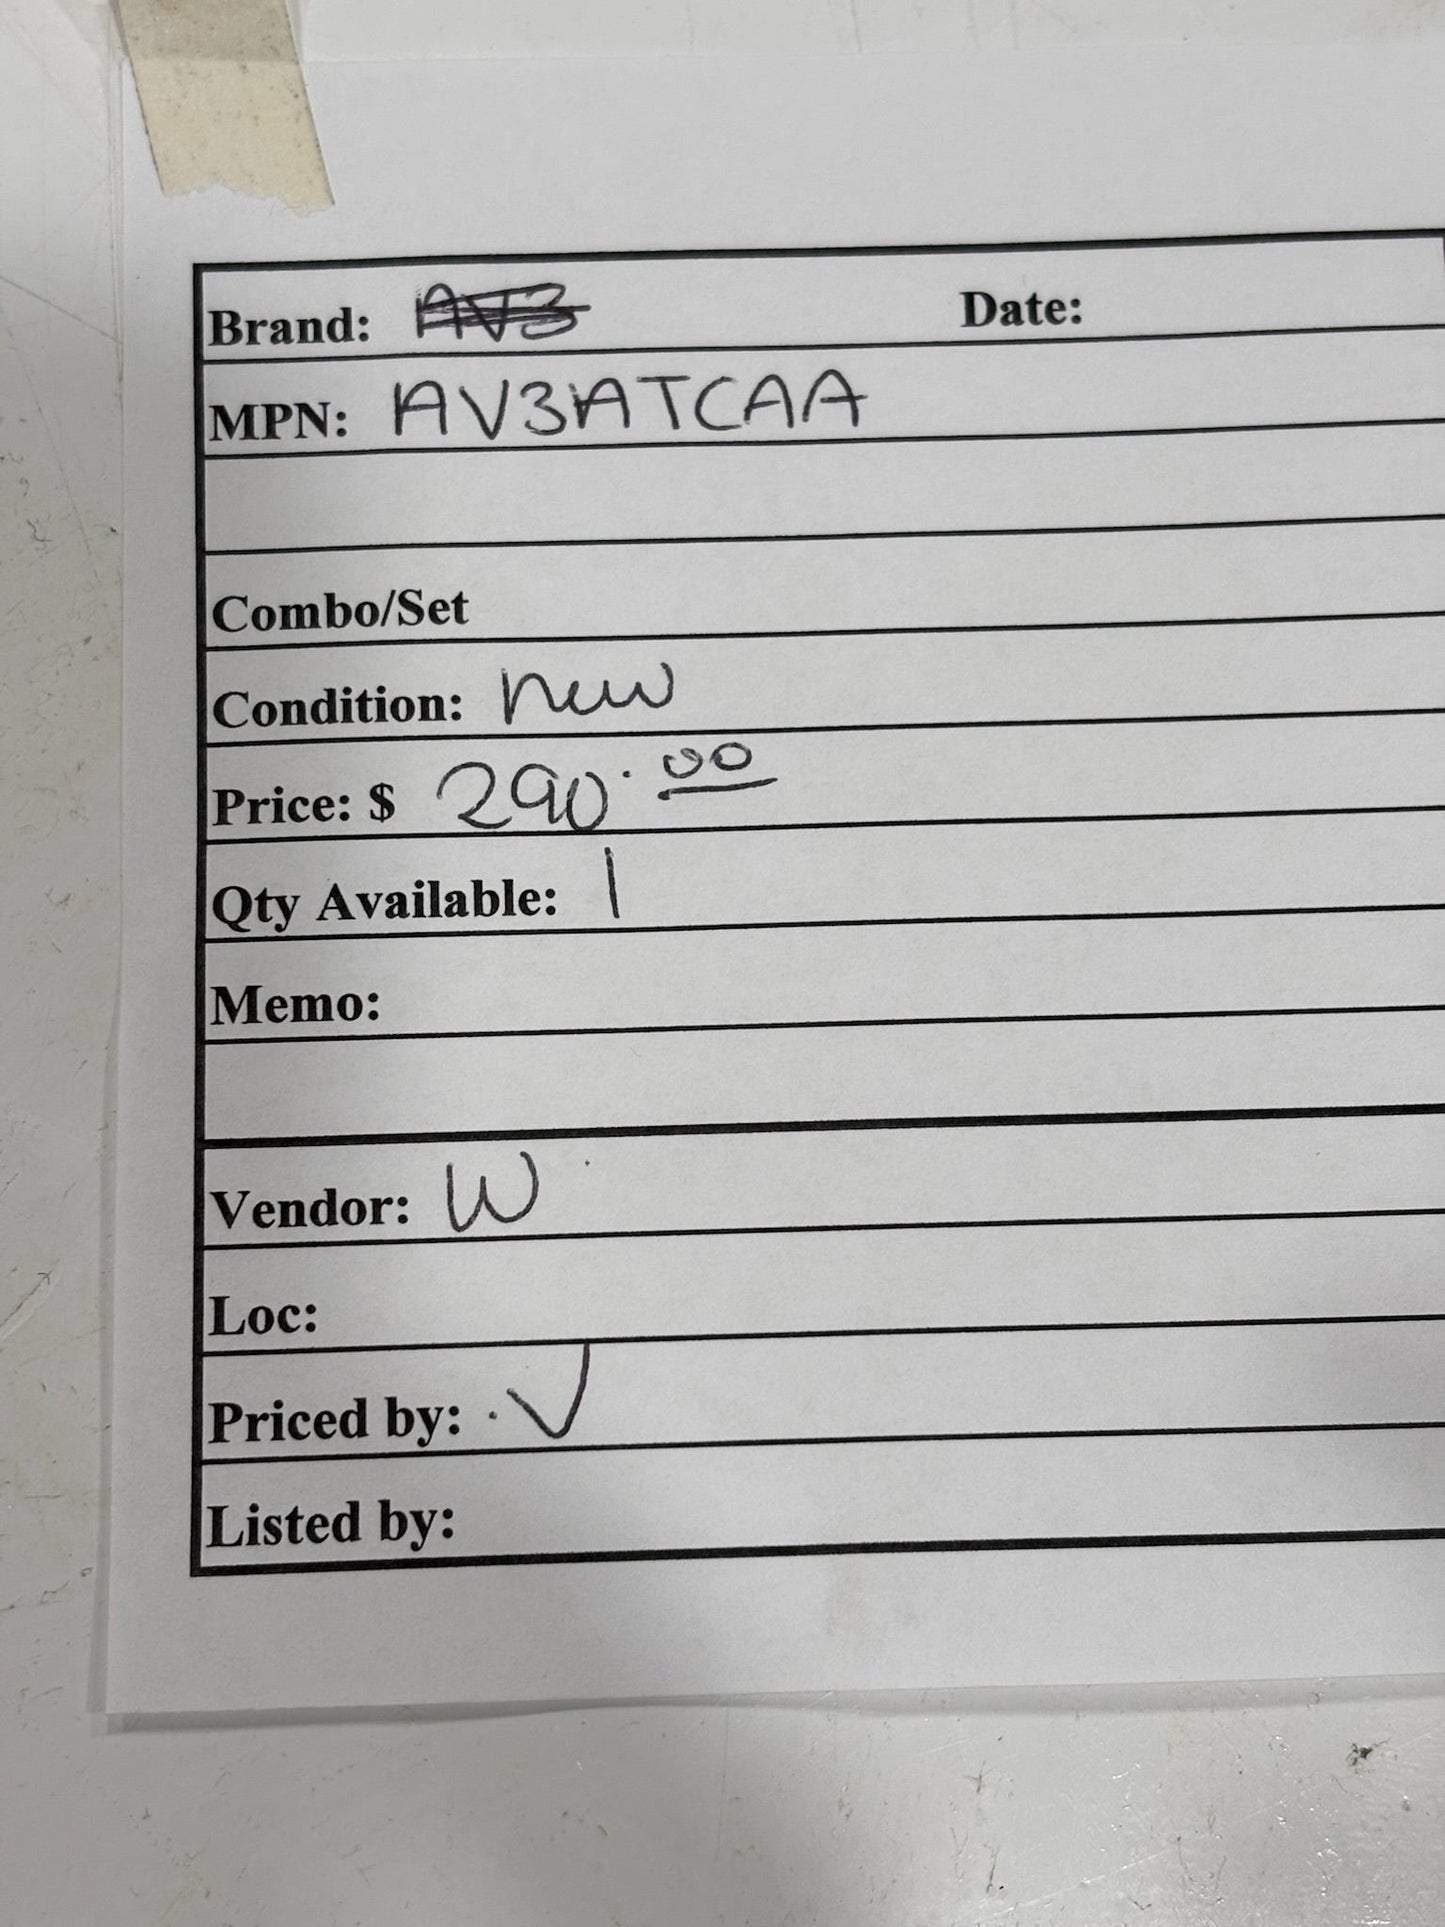 Brand: AV3 Date:
MPN: AV3ATCAA
Combo/Set
Condition: new
Price: $ 290.00
Qty Available: 1
Memo:
Vendor: W
Loc:
Priced by: V
Listed by: